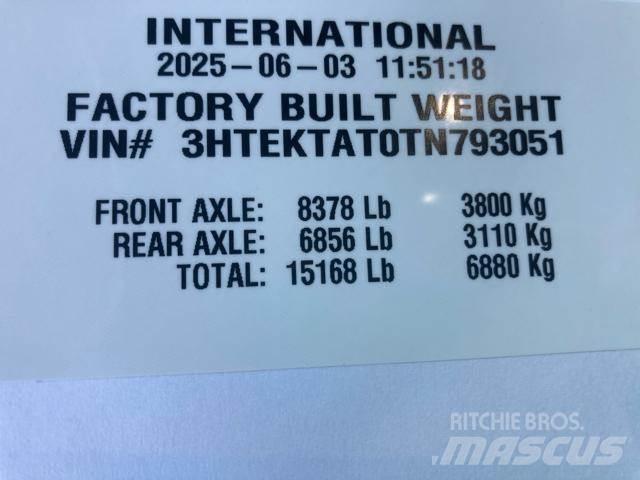 INTERNATIONAL
2025-06-03 11:51:18
FACTORY BUILT WEIGHT
VIN# 3HTEKTAT0TN793051
FRONT AXLE: 8378 Lb 3800 Kg
REAR AXLE: 6856 Lb 3110 Kg
TOTAL: 15168 Lb 6880 Kg
RITCHIE BROS.
MASCUS